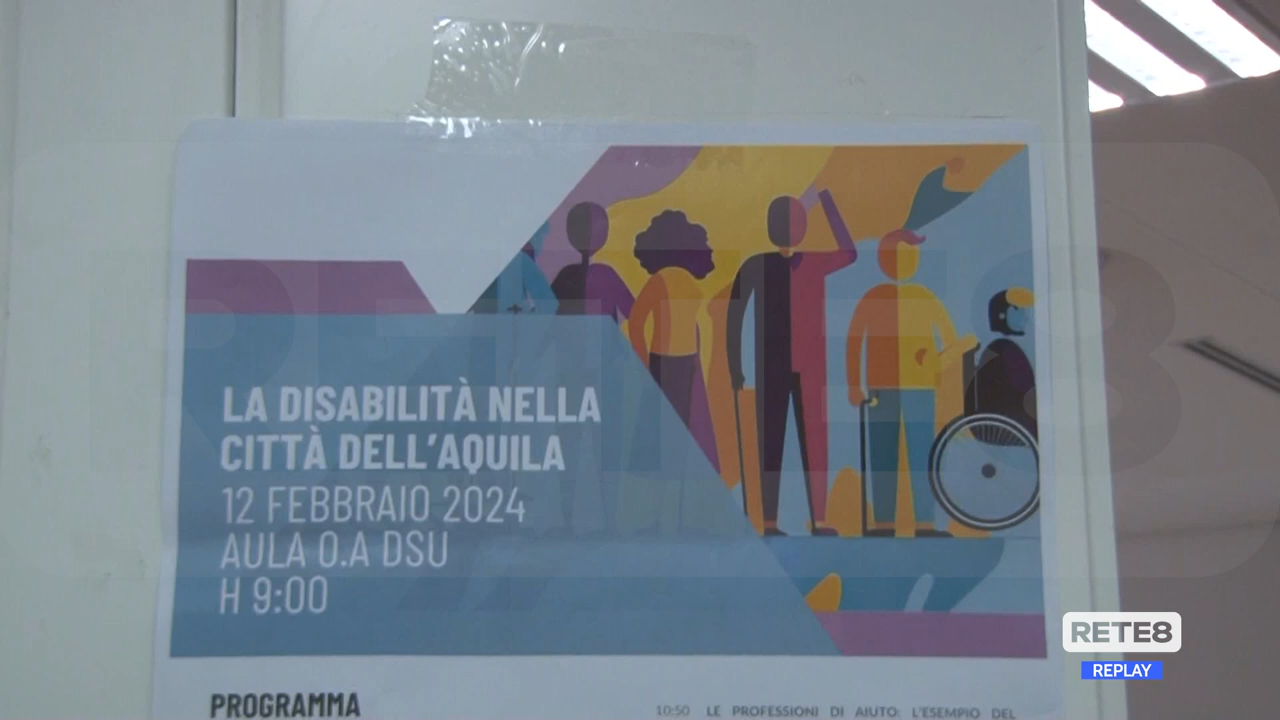 LA DISABILITÀ NELLA
CITTÀ DELL'AQUILA
12 FEBBRAIO 2024
AULA 0.A DSU
H 9:00
PROGRAMMA
10:50 LE PROFESSIONI DI AIUTO: L'ESEMPIO DEL
RETE8
RETE8
REPLAY